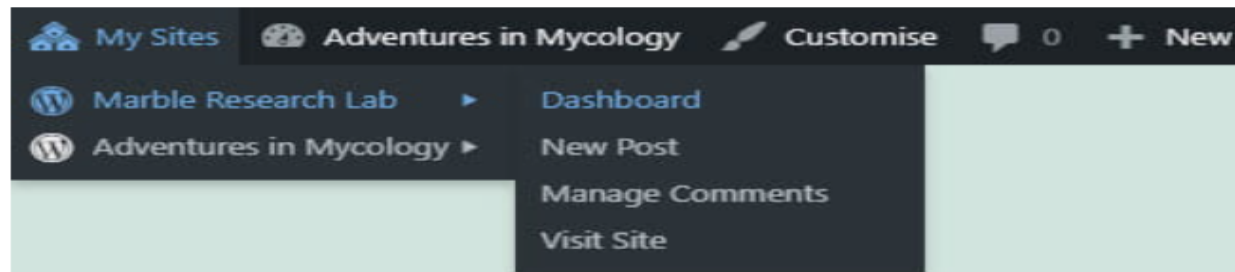 My Sites Adventures in Mycology Customise 0 New
Marble Research Lab Dashboard
Adventures in Mycology New Post
Manage Comments
Visit Site